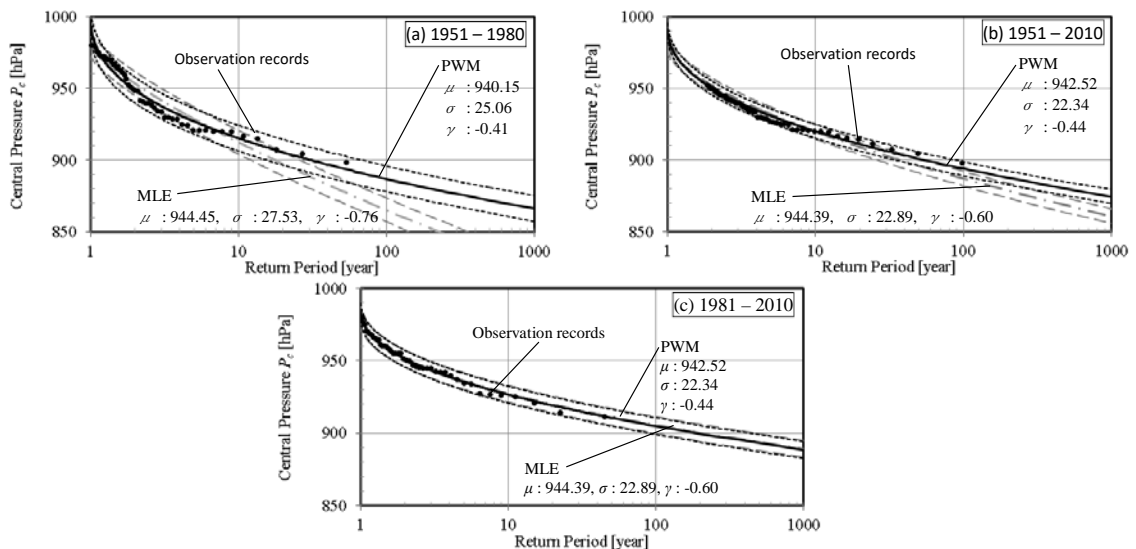 (a) 1951 – 1980
Central Pressure Pc [hPa]
1000
950
900
850
Observation records
PWM
μ : 940.15
σ : 25.06
γ : -0.41
MLE
μ : 944.45, σ : 27.53, γ : -0.76
1 10 100 1000
Return Period [year]
(b) 1951 – 2010
Central Pressure Pc [hPa]
1000
950
900
850
Observation records
PWM
μ : 942.52
σ : 22.34
γ : -0.44
MLE
μ : 944.39, σ : 22.89, γ : -0.60
1 10 100 1000
Return Period [year]
(c) 1981 – 2010
Central Pressure Pc [hPa]
1000
950
900
850
Observation records
PWM
μ : 942.52
σ : 22.34
γ : -0.44
MLE
μ : 944.39, σ : 22.89, γ : -0.60
1 10 100 1000
Return Period [year]